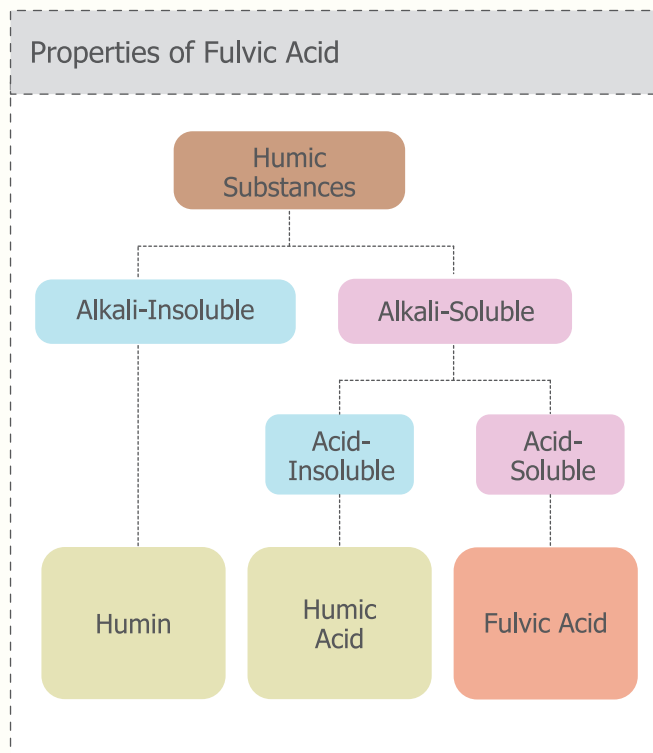 Properties of Fulvic Acid
Humic
Substances
Alkali-Insoluble
Alkali-Soluble
Acid-
Insoluble
Acid-
Soluble
Humin
Humic
Acid
Fulvic Acid